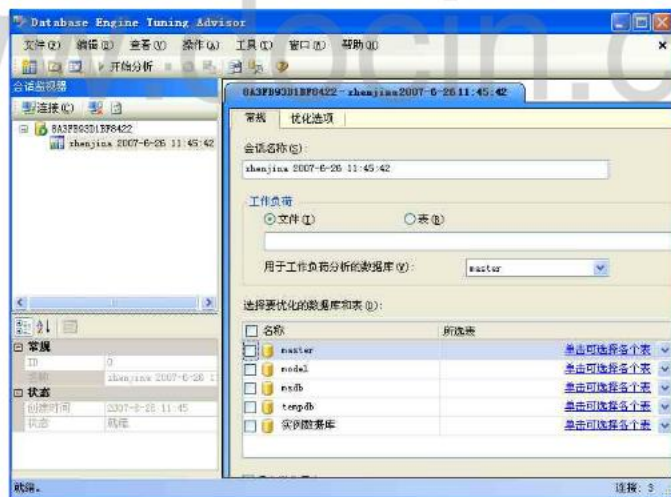 Database Engine Tuning Advisor
文件(F) 编辑(E) 查看(V) 操作(A) 工具(T) 窗口(W) 帮助(H)
开始分析
会话监视器
连接(C)
8A3FB93D1BF8422
zhenjina 2007-6-26 11:45:42
常规
ID 0
名称 zhenjina 2007-6-26 1
状态
创建时间 2007-6-26 11:45
状态 就绪
8A3FB93D1BF8422 - zhenjina 2007-6-26 11:45:42
常规 优化选项
会话名称(S):
zhenjina 2007-6-26 11:45:42
工作负荷
文件(I) 表(B)
用于工作负荷分析的数据库(W): master
选择要优化的数据库和表(D):
名称 所选表
master 单击可选择各个表
model 单击可选择各个表
msdb 单击可选择各个表
tempdb 单击可选择各个表
实例数据库 单击可选择各个表
就绪。 连接: 3